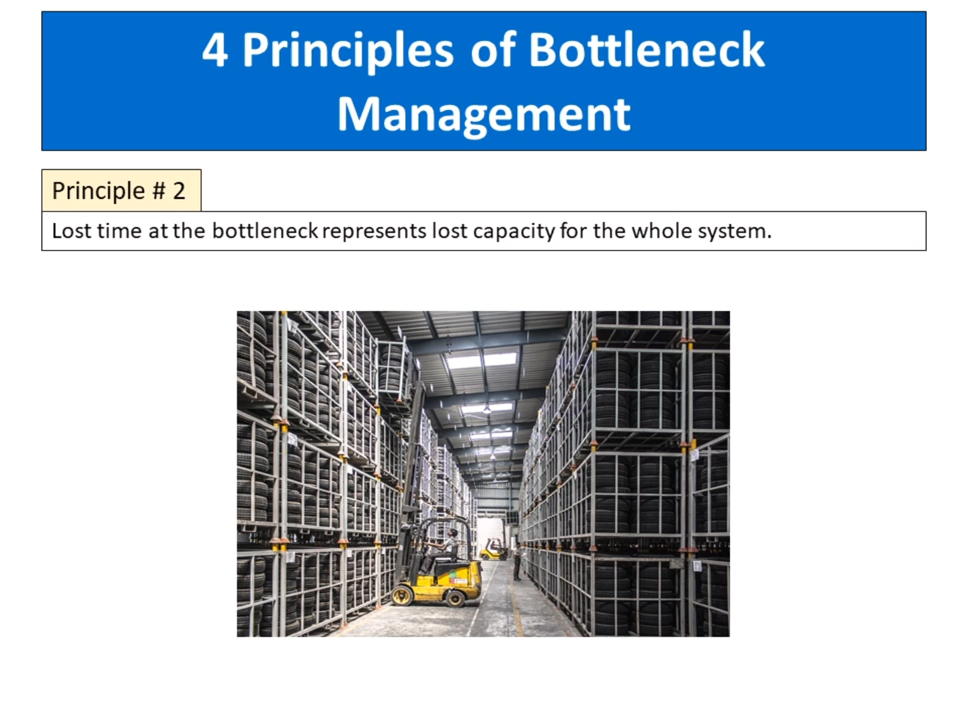 4 Principles of Bottleneck
Management
Principle # 2
Lost time at the bottleneck represents lost capacity for the whole system.